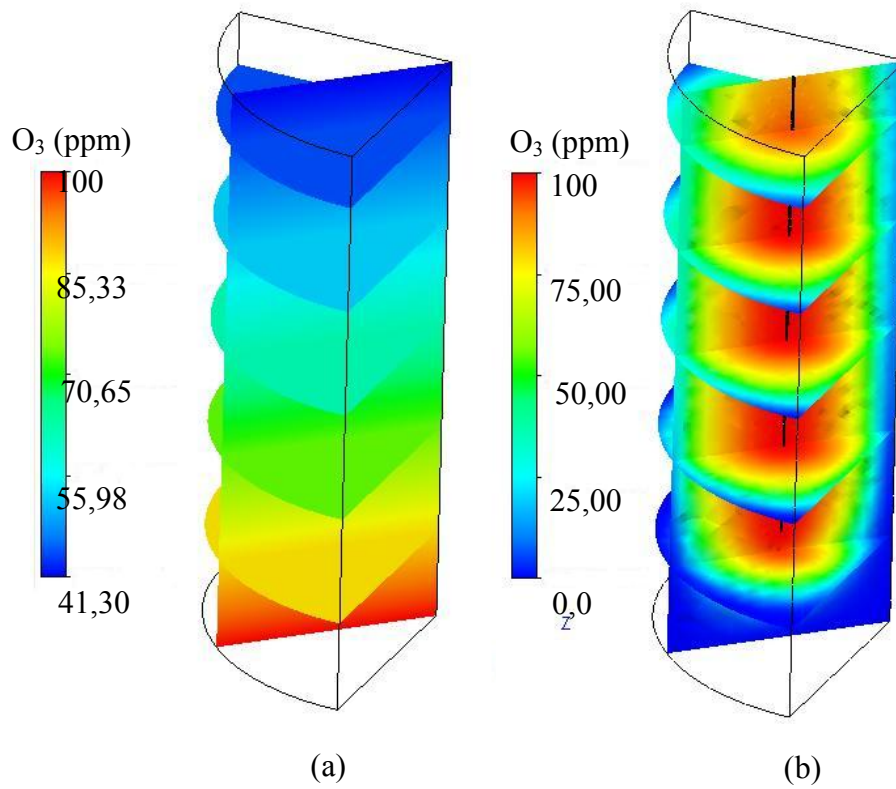 O₃ (ppm)
100
85,33
70,65
55,98
41,30
(a)
O₃ (ppm)
100
75,00
50,00
25,00
0,0
Z
(b)